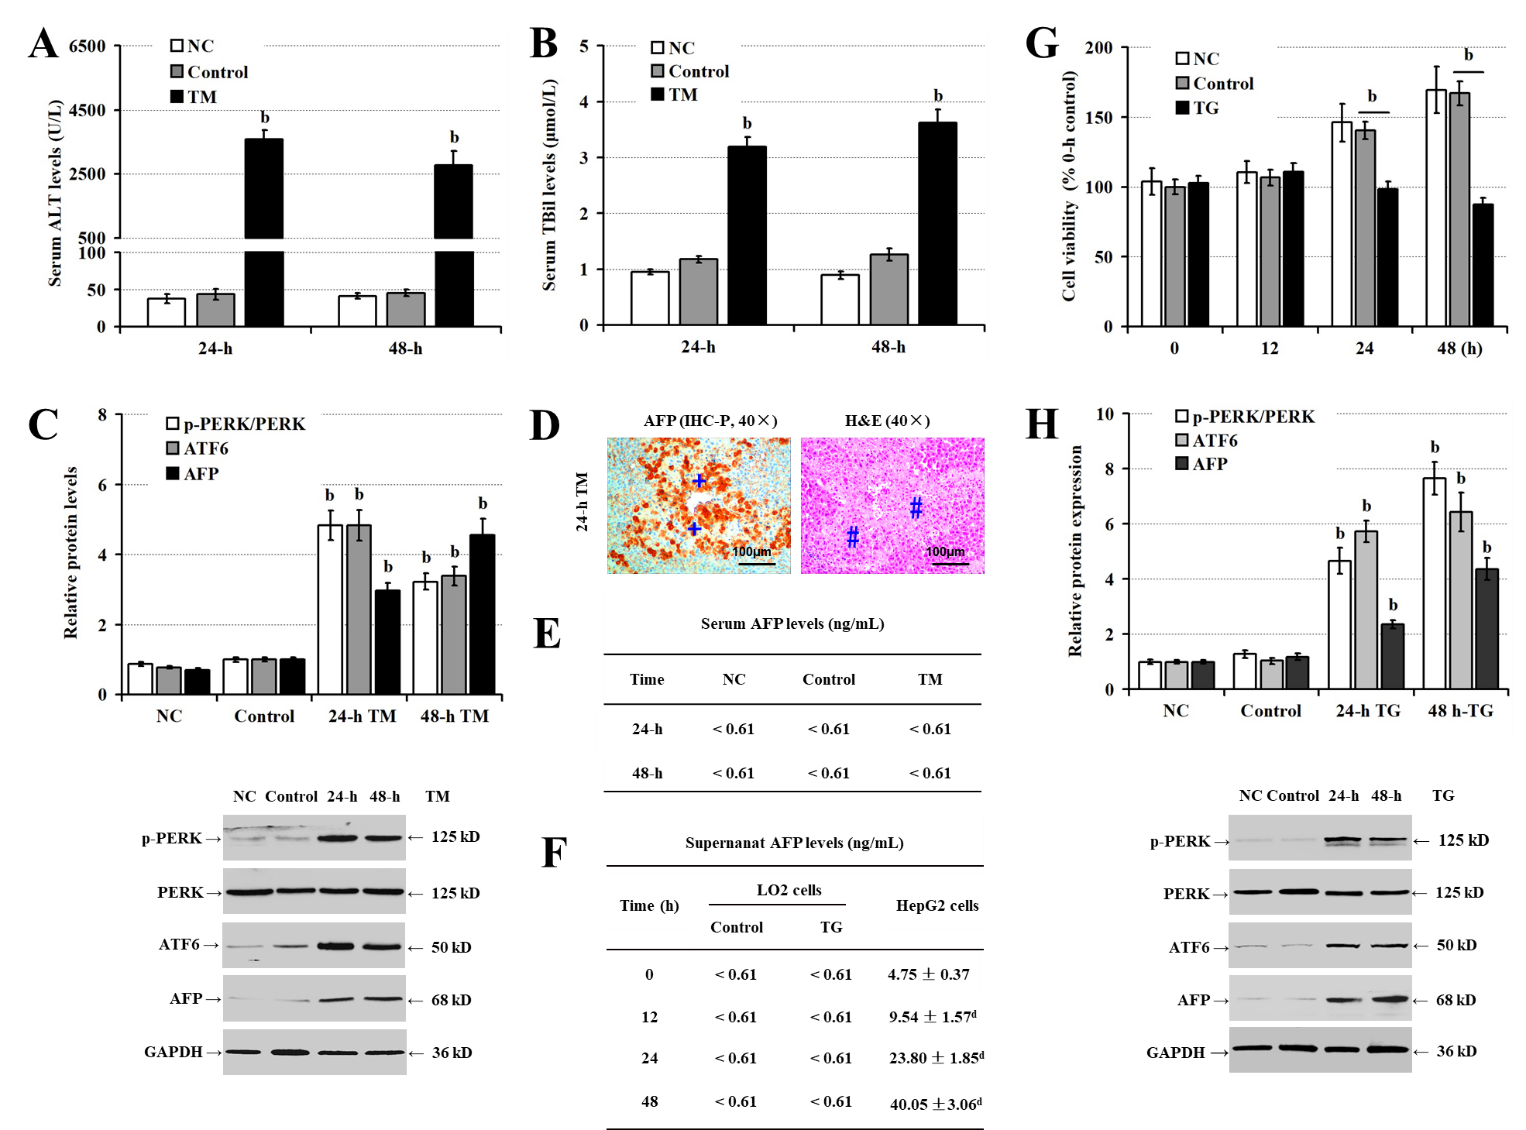 A
6500
4500
2500
500
100
50
0
Serum ALT levels (U/L)
NC
Control
TM
b
b
24-h
48-h
B
5
4
3
2
1
0
Serum TBil levels (μmol/L)
NC
Control
TM
b
b
24-h
48-h
G
200
150
100
50
0
Cell viability (% 0-h control)
NC
Control
TG
b
b
0 12 24 48 (h)
C
8
6
4
2
0
Relative protein levels
p-PERK/PERK
ATF6
AFP
b b b b b b
NC Control 24-h TM 48-h TM
NC Control 24-h 48-h TM
p-PERK→ ← 125 kD
PERK→ ← 125 kD
ATF6→ ← 50 kD
AFP→ ← 68 kD
GAPDH→ ← 36 kD
D
AFP (IHC-P, 40×) H&E (40×)
24-h TM
+
+
100μm
#
#
100μm
E
Serum AFP levels (ng/mL)
Time NC Control TM
24-h < 0.61 < 0.61 < 0.61
48-h < 0.61 < 0.61 < 0.61
F
Supernanat AFP levels (ng/mL)
LO2 cells
Time (h) HepG2 cells
Control TG
0 < 0.61 < 0.61 4.75 ± 0.37
12 < 0.61 < 0.61 9.54 ± 1.57d
24 < 0.61 < 0.61 23.80 ± 1.85d
48 < 0.61 < 0.61 40.05 ±3.06d
H
10
8
6
4
2
0
Relative protein expression
p-PERK/PERK
ATF6
AFP
b b b b b b
NC Control 24-h TG 48 h-TG
NC Control 24-h 48-h TG
p-PERK→ ← 125 kD
PERK→ ← 125 kD
ATF6→ ← 50 kD
AFP→ ← 68 kD
GAPDH→ ← 36 kD